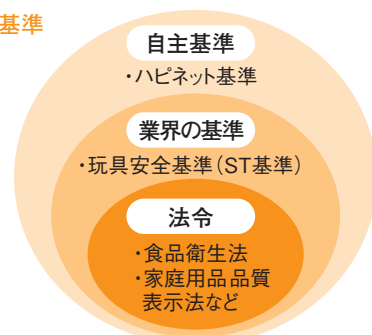 基準
自主基準
・ハピネット基準
業界の基準
・玩具安全基準（ST基準）
法令
・食品衛生法
・家庭用品品質
表示法など